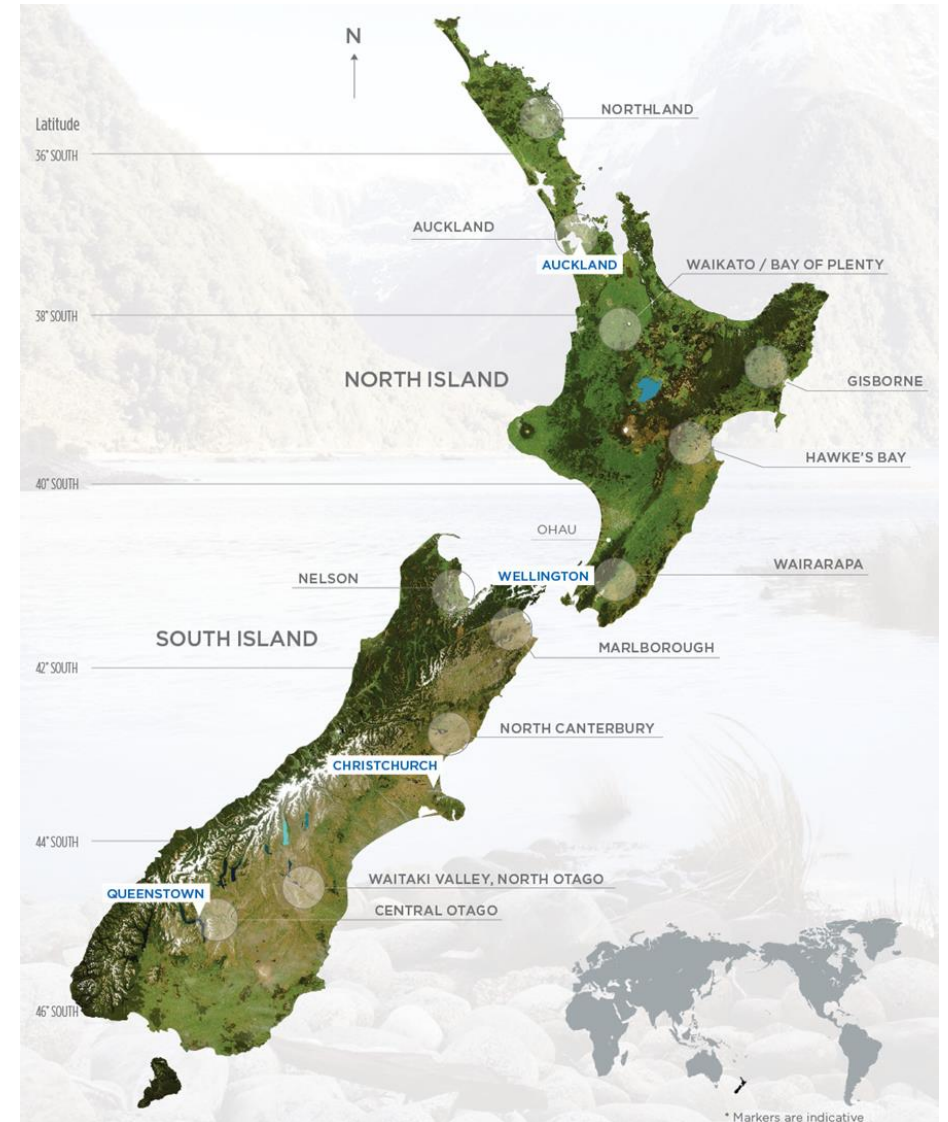 N
NORTHLAND
Latitude
36° SOUTH
AUCKLAND
AUCKLAND
WAIKATO / BAY OF PLENTY
38° SOUTH
NORTH ISLAND
GISBORNE
HAWKE'S BAY
40° SOUTH
OHAU
WAIRARAPA
NELSON
WELLINGTON
SOUTH ISLAND
MARLBOROUGH
42° SOUTH
NORTH CANTERBURY
CHRISTCHURCH
44° SOUTH
WAITAKI VALLEY, NORTH OTAGO
QUEENSTOWN
CENTRAL OTAGO
46° SOUTH
* Markers are indicative